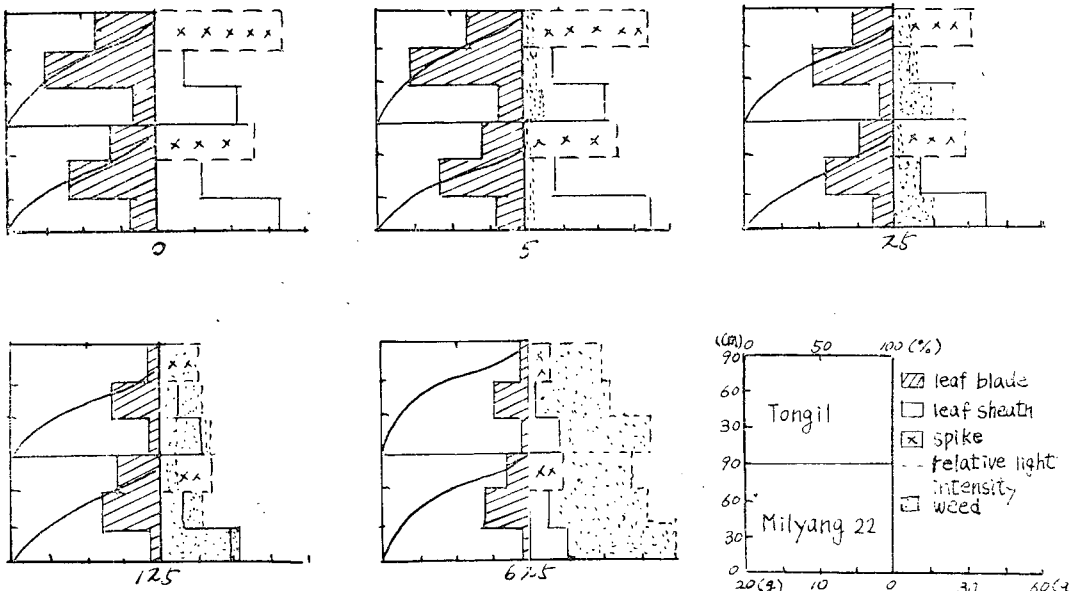 0
5
25
125
625
(cm) 0 50 100 (%)
90
60
30
90
60
30
0
Tongil
Milyang 22
leaf blade
leaf sheath
spike
relative light
intensity
weed
20 (g) 10 0 30